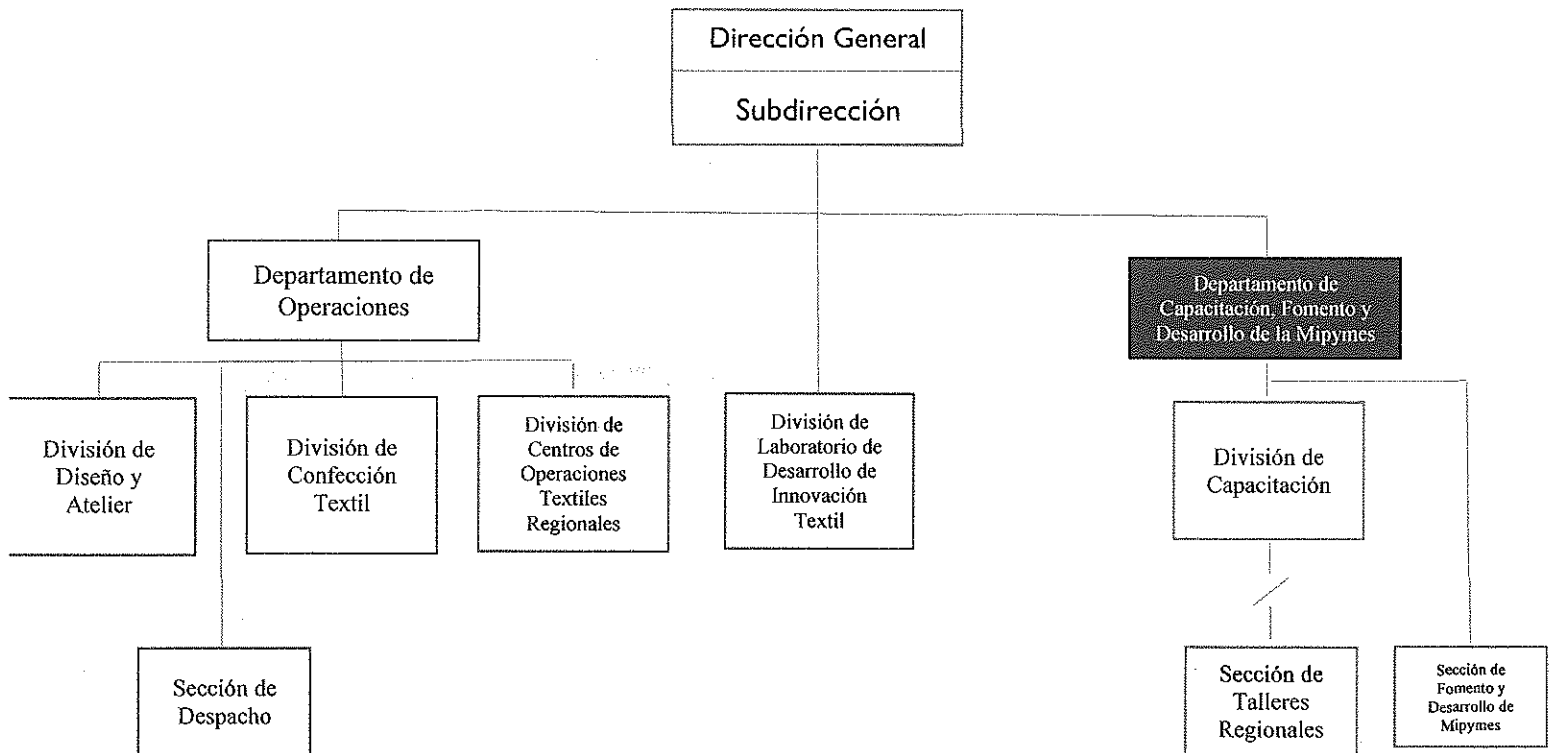 Dirección General
Subdirección
Departamento de
Operaciones
Departamento de
Capacitación, Fomento y
Desarrollo de la Mipymes
División de
Diseño y
Atelier
División de
Confección
Textil
División de
Centros de
Operaciones
Textiles
Regionales
División de
Laboratorio de
Desarrollo de
Innovación
Textil
División de
Capacitación
Sección de
Despacho
Sección de
Talleres
Regionales
Sección de
Fomento y
Desarrollo de
Mipymes